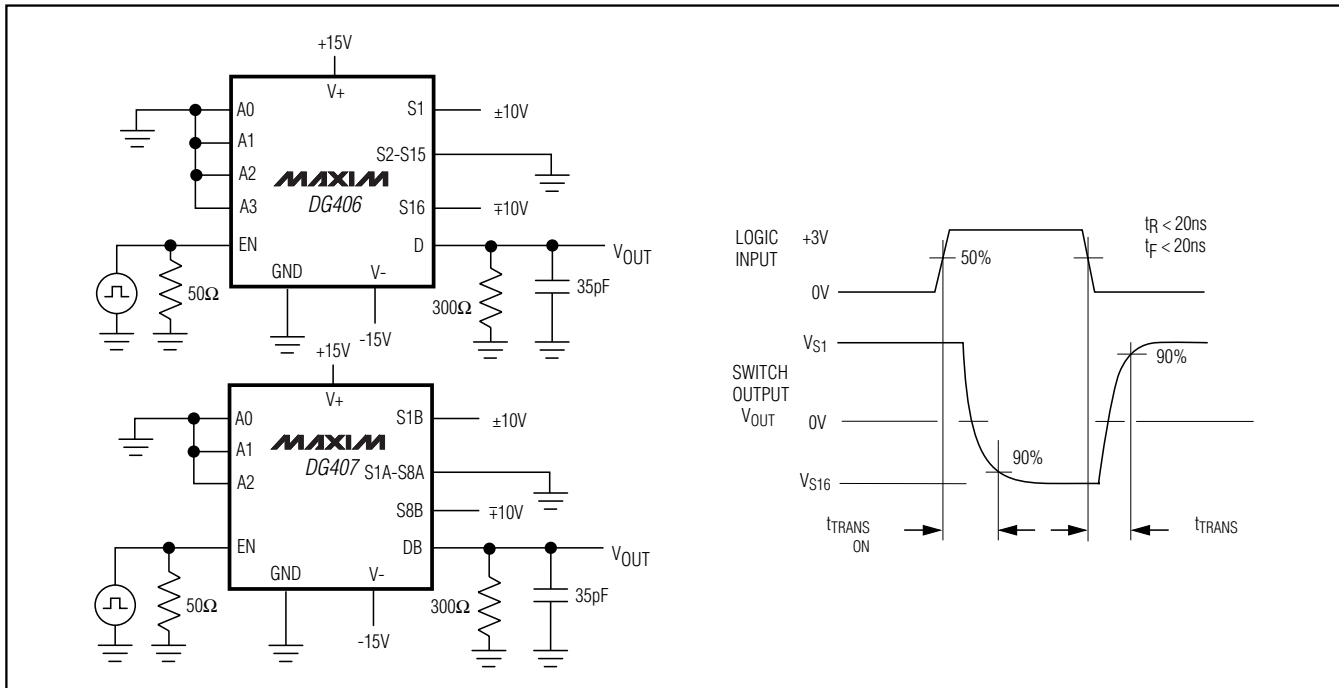 +15V
V+
A0
A1
A2
A3
EN
S1
±10V
S2-S15
MAXIM
DG406
S16
∓10V
D
VOUT
GND
V-
50Ω
300Ω
35pF
-15V
+15V
V+
A0
A1
A2
EN
S1B
±10V
MAXIM
DG407
S1A-S8A
S8B
∓10V
DB
VOUT
GND
V-
50Ω
300Ω
35pF
-15V
LOGIC
INPUT
+3V
50%
0V
tR < 20ns
tF < 20ns
VS1
SWITCH
OUTPUT
VOUT
0V
90%
90%
VS16
tTRANS
ON
tTRANS